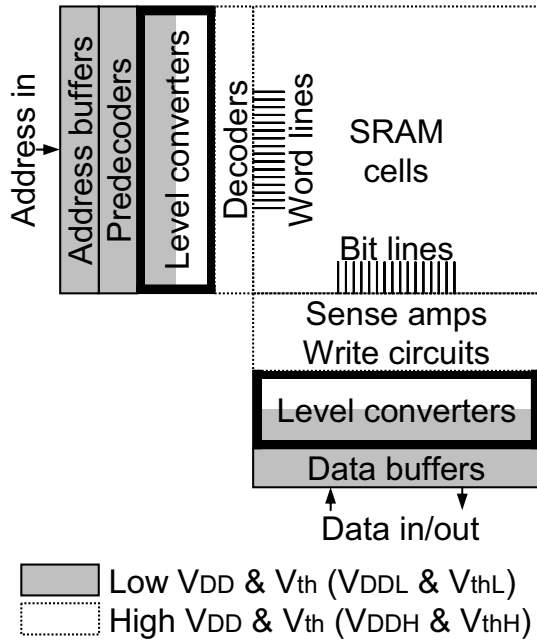 Address in
Address buffers
Predecoders
Level converters
Decoders
Word lines
SRAM
cells
Bit lines
Sense amps
Write circuits
Level converters
Data buffers
Data in/out
Low VDD & Vth (VDDL & VthL)
High VDD & Vth (VDDH & VthH)